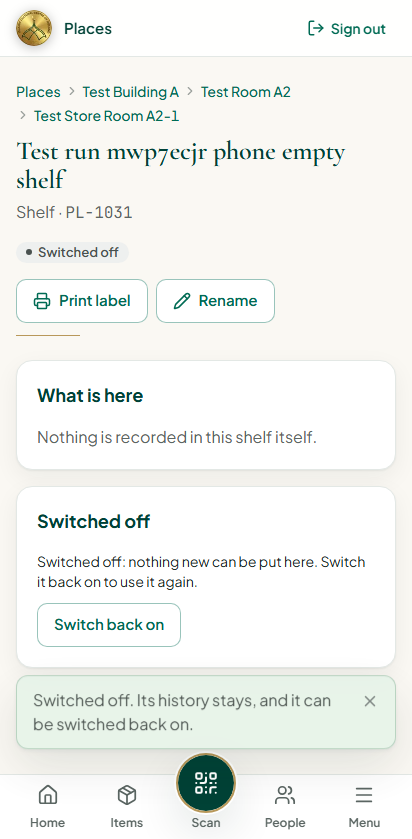 Places
Sign out
Places > Test Building A > Test Room A2
> Test Store Room A2-1
Test run mwp7ecjr phone empty
shelf
Shelf · PL-1031
Switched off
Print label
Rename
What is here
Nothing is recorded in this shelf itself.
Switched off
Switched off: nothing new can be put here. Switch
it back on to use it again.
Switch back on
Switched off. Its history stays, and it can
be switched back on.
Home
Items
Scan
People
Menu